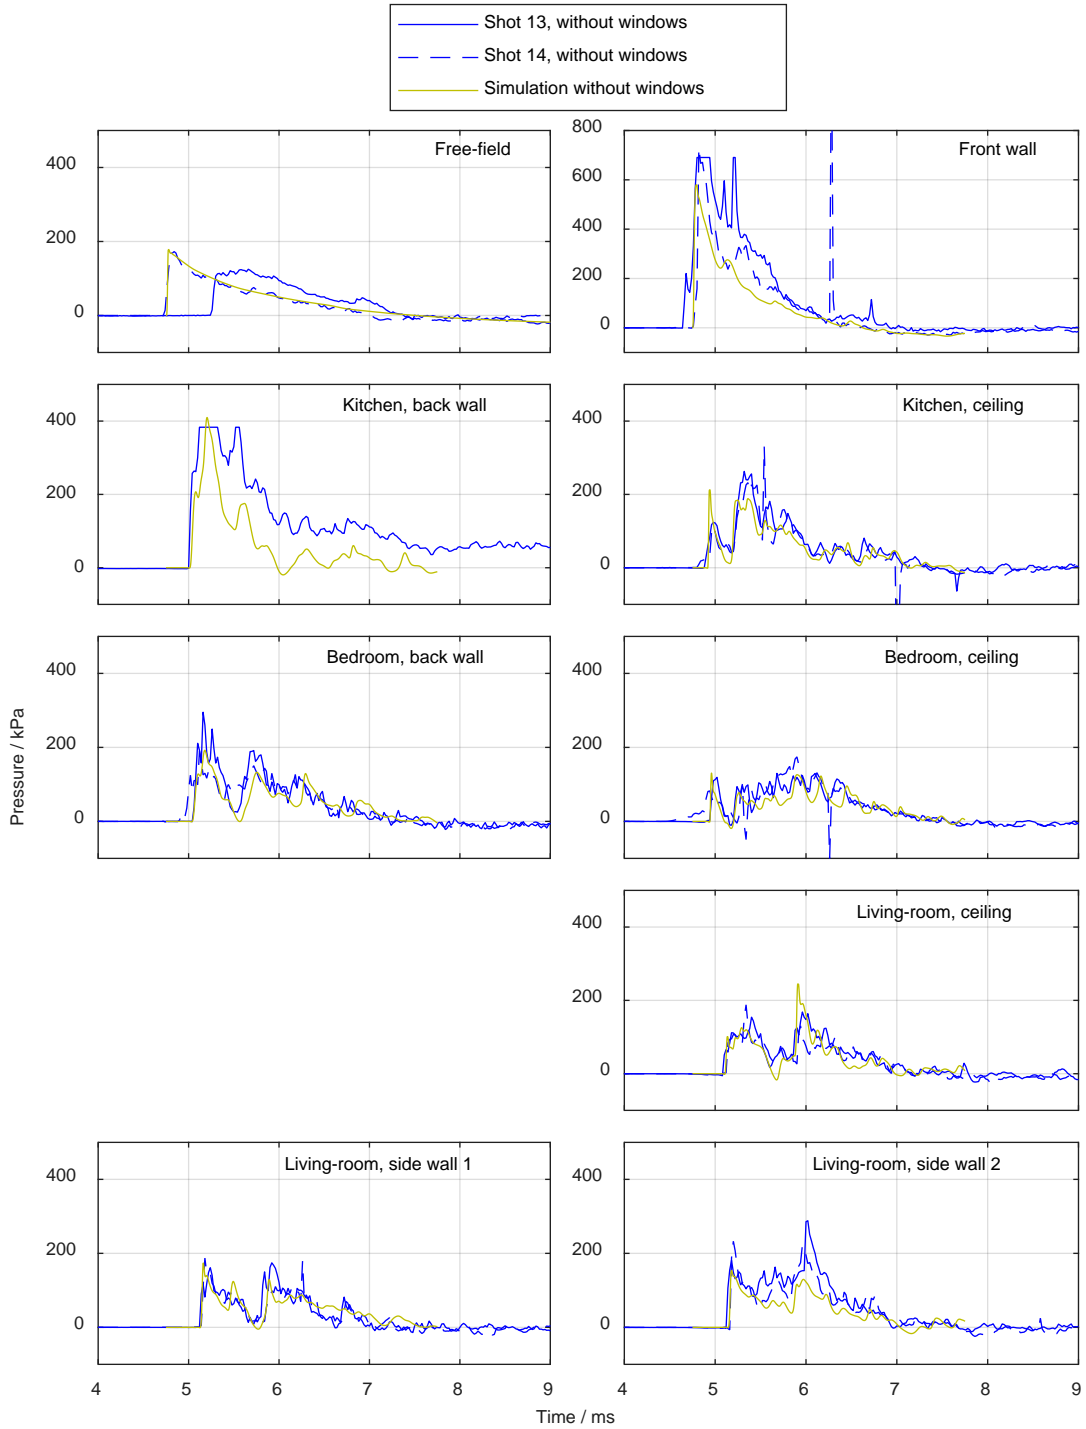 Shot 13, without windows
Shot 14, without windows
Simulation without windows
Free-field
400
200
0
Front wall
800
600
400
200
0
Kitchen, back wall
400
200
0
Kitchen, ceiling
400
200
0
Bedroom, back wall
400
200
0
Bedroom, ceiling
400
200
0
Pressure / kPa
Living-room, ceiling
400
200
0
Living-room, side wall 1
400
200
0
4 5 6 7 8 9
Living-room, side wall 2
400
200
0
4 5 6 7 8 9
Time / ms